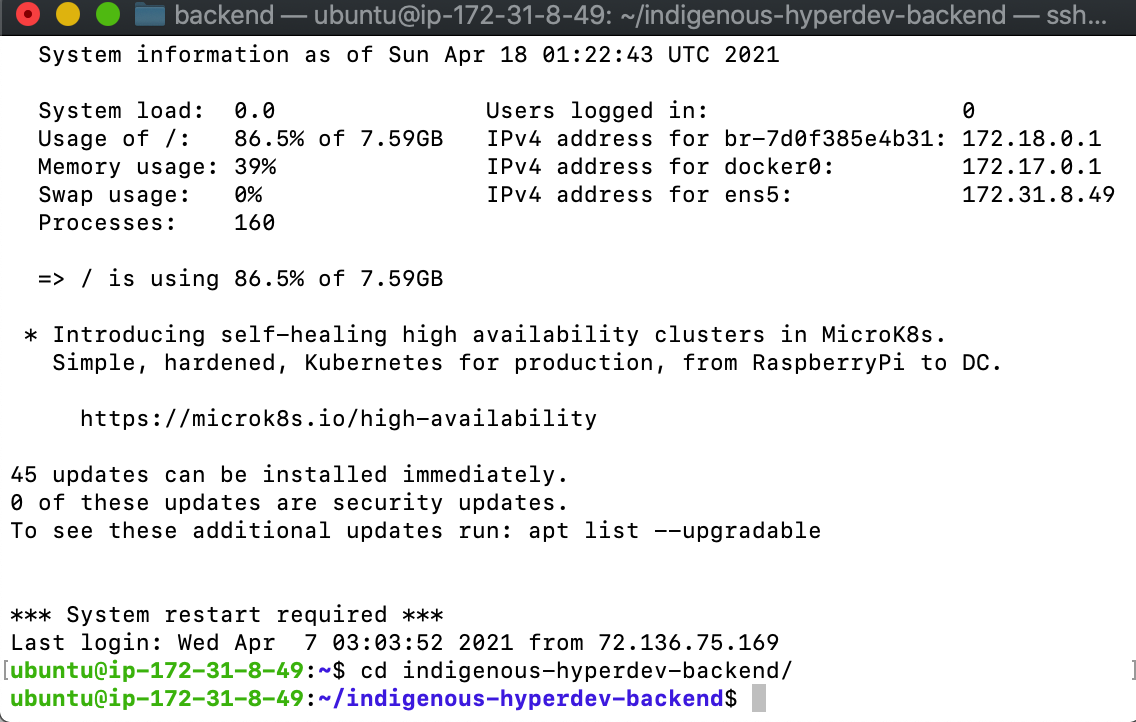 backend — ubuntu@ip-172-31-8-49: ~/indigenous-hyperdev-backend — ssh...
System information as of Sun Apr 18 01:22:43 UTC 2021
System load: 0.0 Users logged in: 0
Usage of /: 86.5% of 7.59GB IPv4 address for br-7d0f385e4b31: 172.18.0.1
Memory usage: 39% IPv4 address for docker0: 172.17.0.1
Swap usage: 0% IPv4 address for ens5: 172.31.8.49
Processes: 160
=> / is using 86.5% of 7.59GB
* Introducing self-healing high availability clusters in MicroK8s.
Simple, hardened, Kubernetes for production, from RaspberryPi to DC.
https://microk8s.io/high-availability
45 updates can be installed immediately.
0 of these updates are security updates.
To see these additional updates run: apt list --upgradable
*** System restart required ***
Last login: Wed Apr  7 03:03:52 2021 from 72.136.75.169
[ubuntu@ip-172-31-8-49:~$ cd indigenous-hyperdev-backend/ ]
ubuntu@ip-172-31-8-49:~/indigenous-hyperdev-backend$